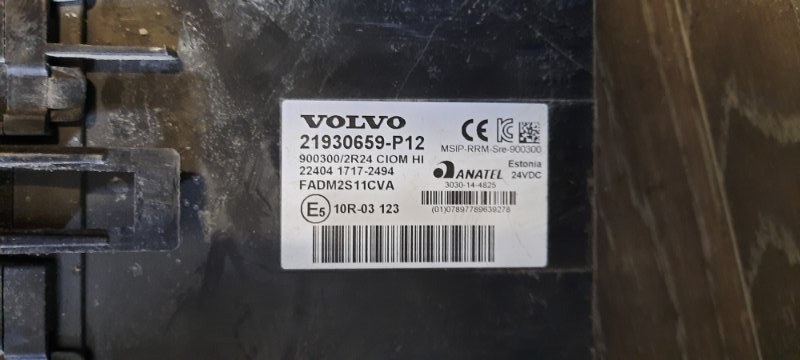 VOLVO
21930659-P12
900300/2R24 CIOM HI
22404 1717-2494
FADM2S11CVA
E5 10R-03 123
CE
MSIP-RRM-Sre-900300
Estonia
ANATEL 24VDC
3030-14-4825
(01)07897789639278